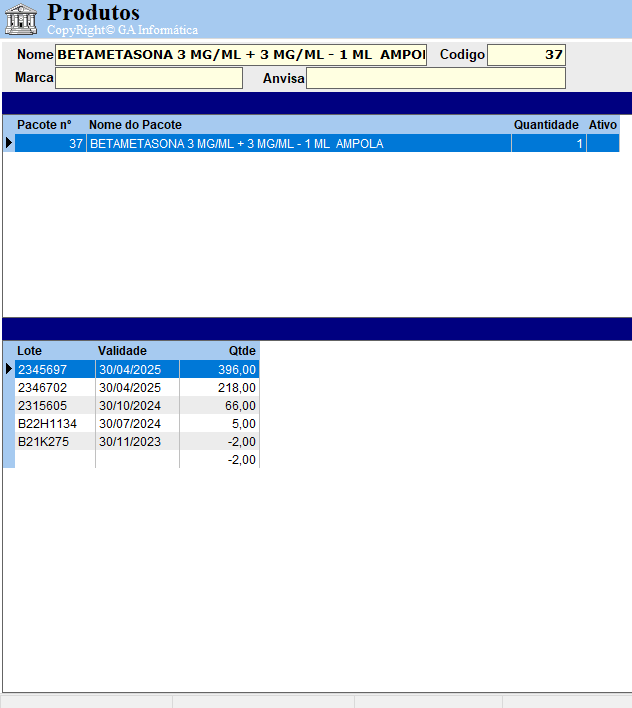 Produtos
CopyRight© GA Informática
Nome BETAMETASONA 3 MG/ML + 3 MG/ML - 1 ML AMPO Codigo 37
Marca Anvisa
Pacote n° Nome do Pacote Quantidade Ativo
37 BETAMETASONA 3 MG/ML + 3 MG/ML - 1 ML AMPOLA 1
Lote Validade Qtde
2345697 30/04/2025 396,00
2346702 30/04/2025 218,00
2315605 30/10/2024 66,00
B22H1134 30/07/2024 5,00
B21K275 30/11/2023 -2,00
-2,00